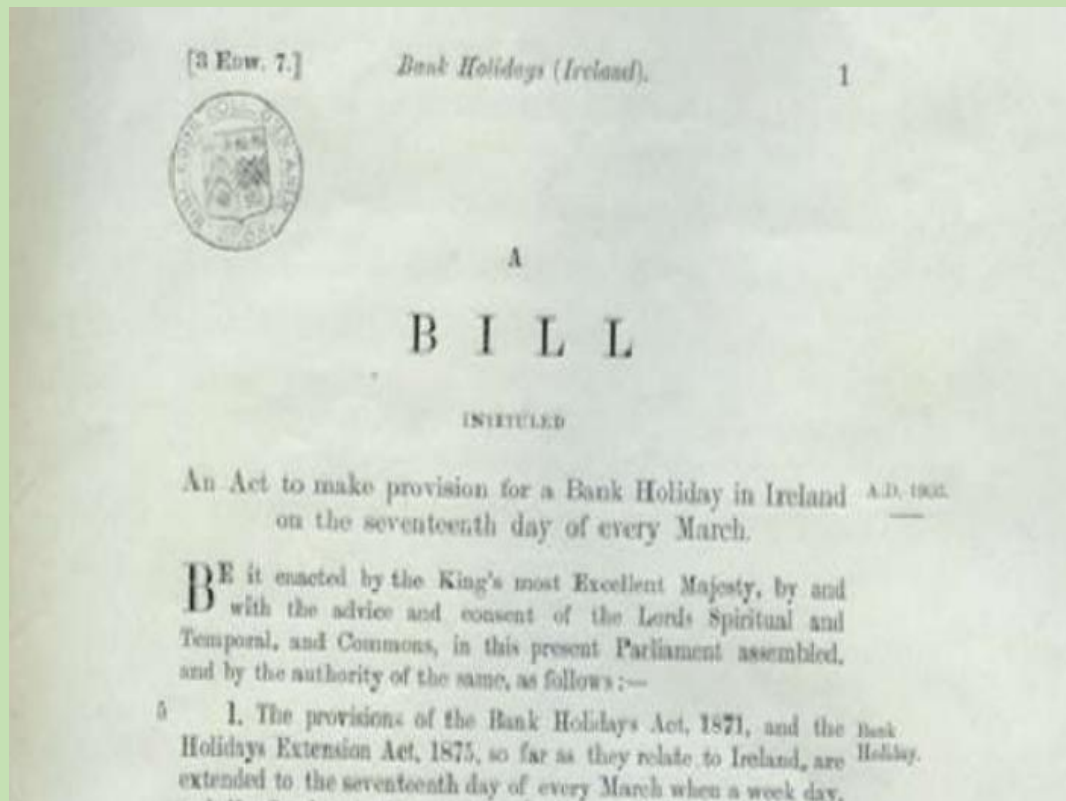 [3 EDW. 7.] Bank Holidays (Ireland). 1
A
BILL
INTITULED
An Act to make provision for a Bank Holiday in Ireland A.D. 1903.
on the seventeenth day of every March.
BE it enacted by the King's most Excellent Majesty, by and
with the advice and consent of the Lords Spiritual and
Temporal, and Commons, in this present Parliament assembled,
and by the authority of the same, as follows:—
5 1. The provisions of the Bank Holidays Act, 1871, and the Bank
Holidays Extension Act, 1875, so far as they relate to Ireland, are Holiday.
extended to the seventeenth day of every March when a week day,